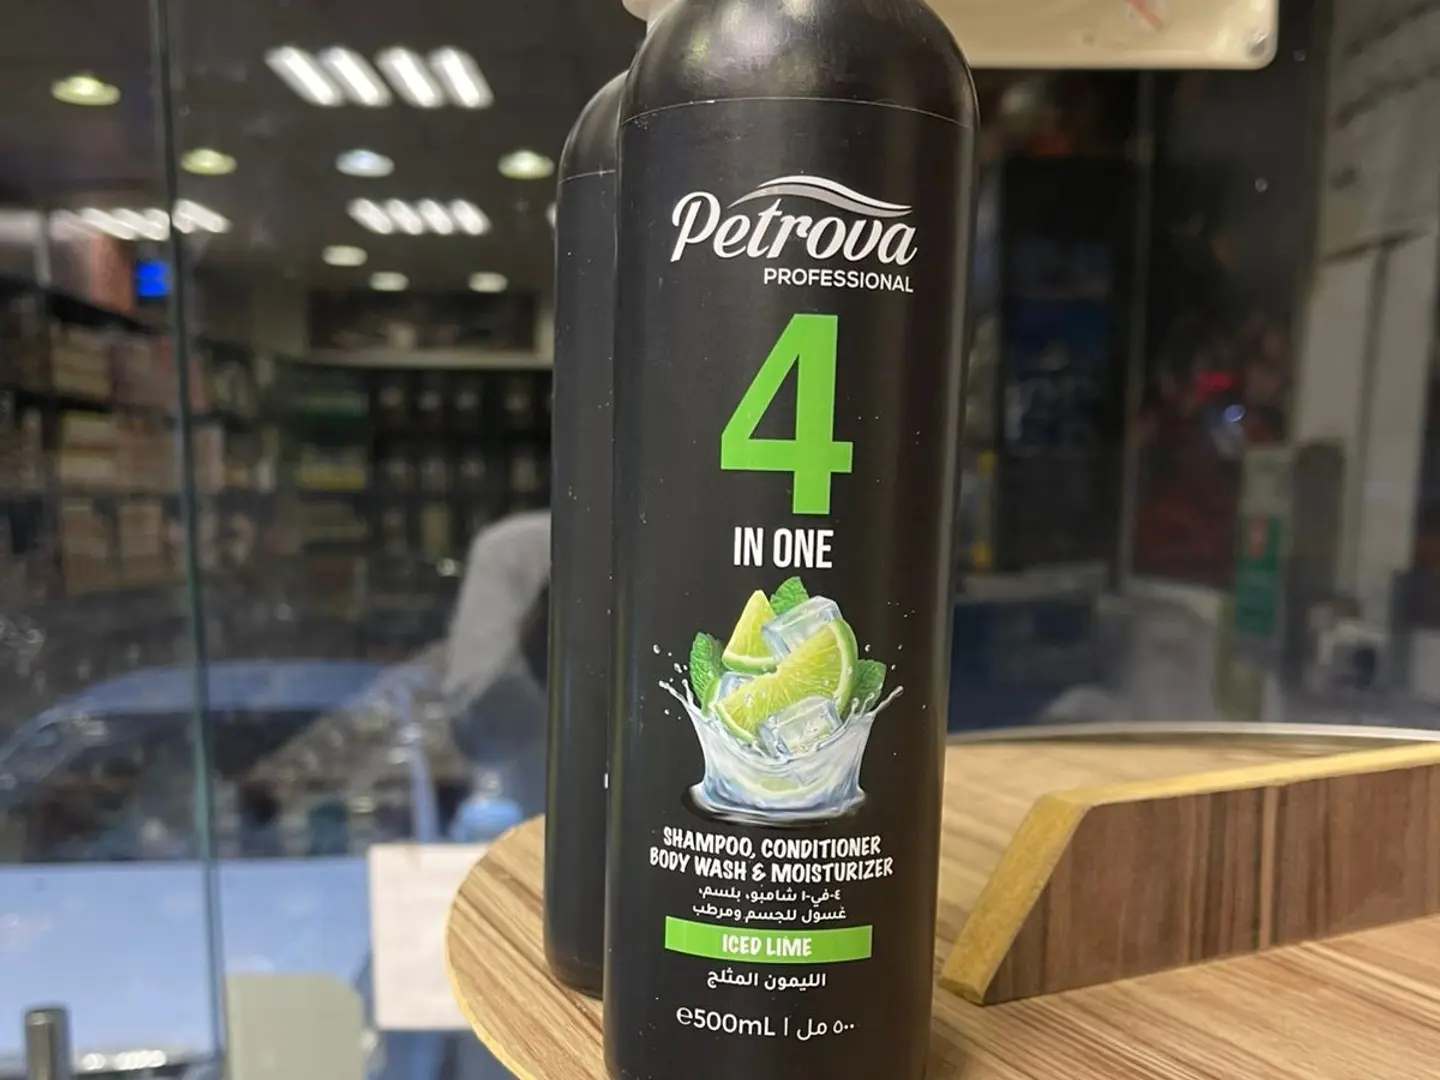 Petrova
PROFESSIONAL
4
IN ONE
SHAMPOO, CONDITIONER
BODY WASH & MOISTURIZER
٤-في-١ شامبو، بلسم،
غسول للجسم ومرطب
ICED LIME
الليمون المثلج
℮500mL | ٥٠٠ مل